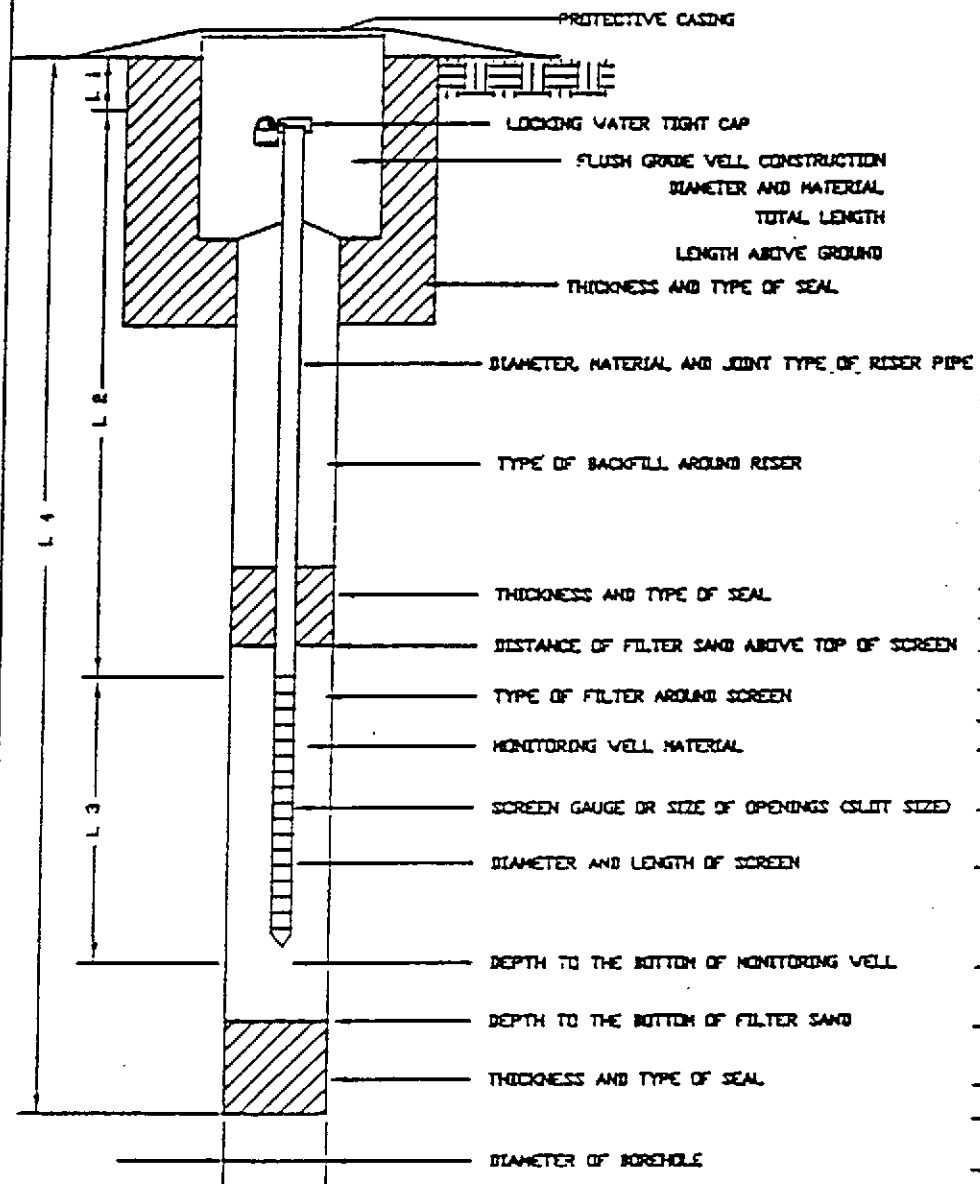 PROTECTIVE CASING
L 1
LOCKING WATER TIGHT CAP
FLUSH GRADE WELL CONSTRUCTION
DIAMETER AND MATERIAL
TOTAL LENGTH
LENGTH ABOVE GROUND
THICKNESS AND TYPE OF SEAL
DIAMETER, MATERIAL, AND JOINT TYPE OF RISER PIPE
L 2
TYPE OF BACKFILL AROUND RISER
L 4
THICKNESS AND TYPE OF SEAL
DISTANCE OF FILTER SAND ABOVE TOP OF SCREEN
TYPE OF FILTER AROUND SCREEN
MONITORING WELL MATERIAL
L 3
SCREEN GAUGE OR SIZE OF OPENINGS (SLOT SIZE)
DIAMETER AND LENGTH OF SCREEN
DEPTH TO THE BOTTOM OF MONITORING WELL
DEPTH TO THE BOTTOM OF FILTER SAND
THICKNESS AND TYPE OF SEAL
DIAMETER OF BOREHOLE